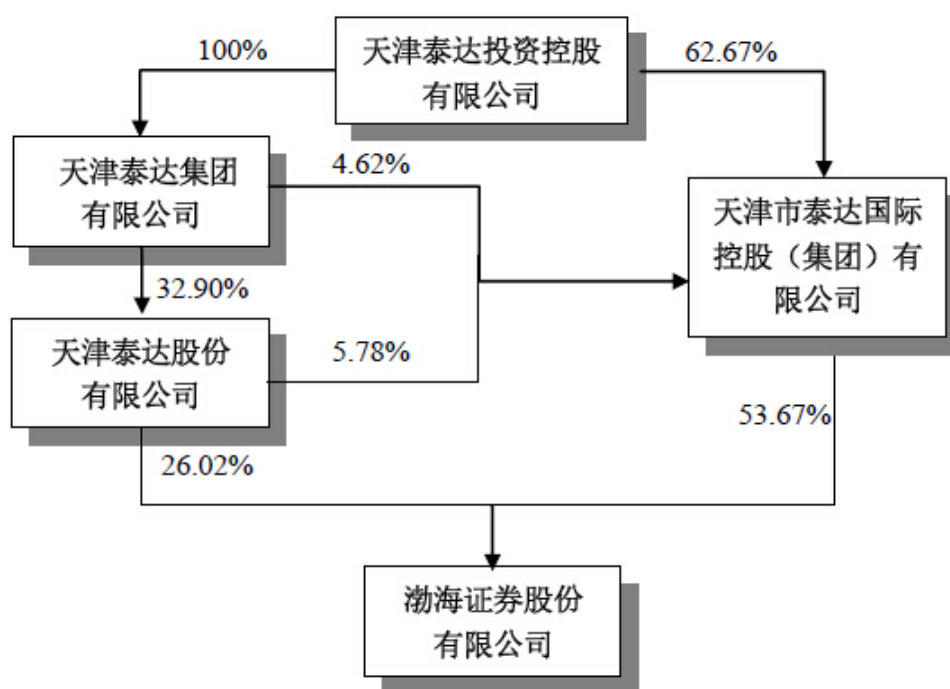 100%
天津泰达投资控股
有限公司
62.67%
天津泰达集团
有限公司
4.62%
天津市泰达国际
控股（集团）有
限公司
32.90%
天津泰达股份
有限公司
5.78%
53.67%
26.02%
渤海证券股份
有限公司